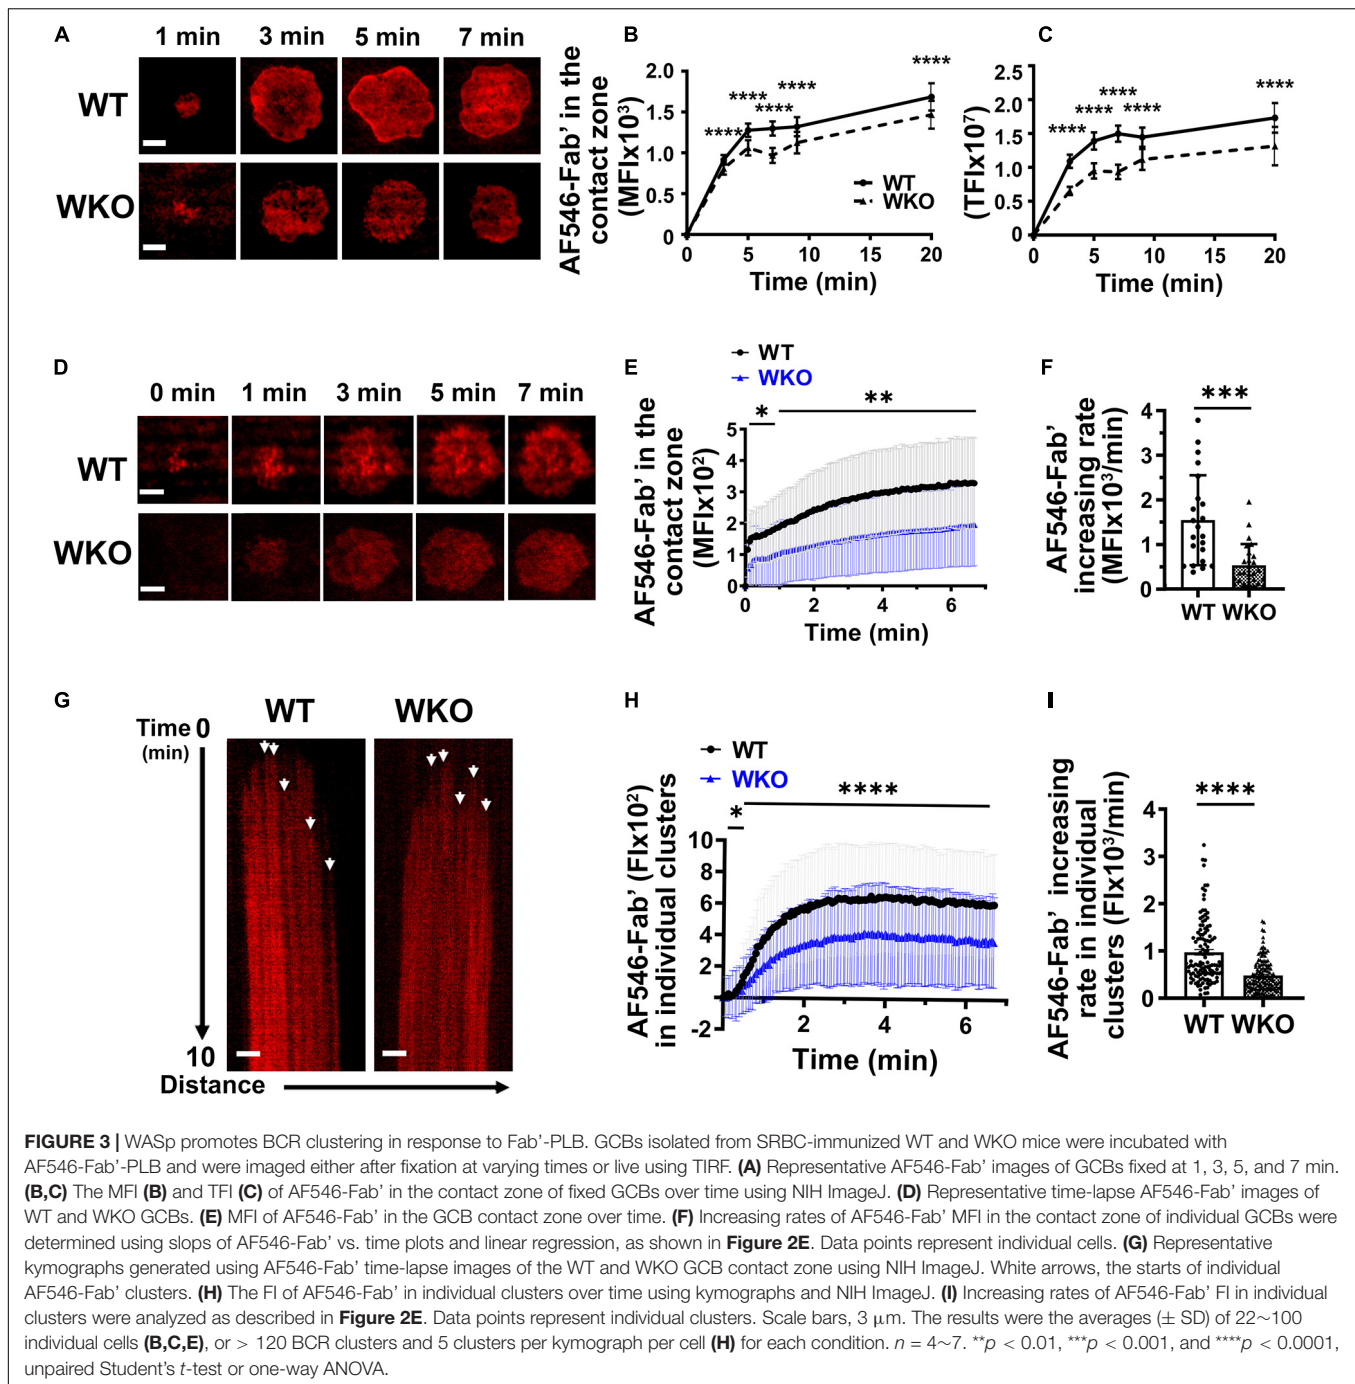 A
1 min 3 min 5 min 7 min
WT
WKO
B
AF546-Fab' in the
contact zone
(MFIx10³)
2.0
1.5
1.0
0.5
0
**** **** **** **** ****
WT
WKO
0 5 10 15 20
Time (min)
C
(TFIx10⁷)
2.5
2.0
1.5
1.0
0.5
0
**** **** **** **** ****
0 5 10 15 20
Time (min)
D
0 min 1 min 3 min 5 min 7 min
WT
WKO
E
WT
WKO
AF546-Fab' in the
contact zone
(MFIx10²)
* **
5
4
3
2
1
0
0 2 4 6
Time (min)
F
AF546-Fab'
increasing rate
(MFIx10³/min)
***
4
3
2
1
0
WT WKO
G
WT WKO
Time 0
(min)
10
Distance
H
WT
WKO
AF546-Fab' (FIx10²)
in individual clusters
* ****
10
8
6
4
2
-2
2 4 6
Time (min)
I
AF546-Fab' increasing
rate in individual
clusters (FIx10³/min)
****
4
3
2
1
0
WT WKO
FIGURE 3 | WASp promotes BCR clustering in response to Fab'-PLB. GCBs isolated from SRBC-immunized WT and WKO mice were incubated with
AF546-Fab'-PLB and were imaged either after fixation at varying times or live using TIRF. (A) Representative AF546-Fab' images of GCBs fixed at 1, 3, 5, and 7 min.
(B,C) The MFI (B) and TFI (C) of AF546-Fab' in the contact zone of fixed GCBs over time using NIH ImageJ. (D) Representative time-lapse AF546-Fab' images of
WT and WKO GCBs. (E) MFI of AF546-Fab' in the GCB contact zone over time. (F) Increasing rates of AF546-Fab' MFI in the contact zone of individual GCBs were
determined using slops of AF546-Fab' vs. time plots and linear regression, as shown in Figure 2E. Data points represent individual cells. (G) Representative
kymographs generated using AF546-Fab' time-lapse images of the WT and WKO GCB contact zone using NIH ImageJ. White arrows, the starts of individual
AF546-Fab' clusters. (H) The FI of AF546-Fab' in individual clusters over time using kymographs and NIH ImageJ. (I) Increasing rates of AF546-Fab' FI in individual
clusters were analyzed as described in Figure 2E. Data points represent individual clusters. Scale bars, 3 μm. The results were the averages (± SD) of 22~100
individual cells (B,C,E), or > 120 BCR clusters and 5 clusters per kymograph per cell (H) for each condition. n = 4~7. **p < 0.01, ***p < 0.001, and ****p < 0.0001,
unpaired Student's t-test or one-way ANOVA.